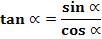 tan ∝ = sin ∝ / cos ∝